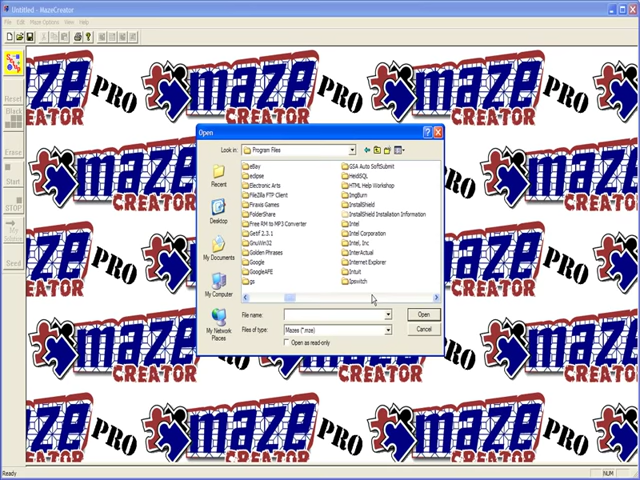 Untitled - MazeCreator
File Edit Maze Options View Help
Reset
Black
Erase
Start
STOP
My
Solution
Seed
maze
CREATOR
PRO
Open
Look in: Program Files
Recent
Desktop
My Documents
My Computer
My Network
Places
eBay
eclipse
Electronic Arts
FileZilla FTP Client
Firaxis Games
FolderShare
Free RM to MP3 Converter
GetIf 2.3.1
GnuWin32
Golden Phrases
Google
GoogleAFE
gs
GSA Auto SoftSubmit
HeidiSQL
HTML Help Workshop
ImgBurn
InstallShield
InstallShield Installation Information
Intel
Intel Corporation
Intel, Inc
InterActual
Internet Explorer
Intuit
Ipswitch
File name:
Open
Files of type: Mazes (*.mze)
Cancel
Open as read-only
Ready
NUM